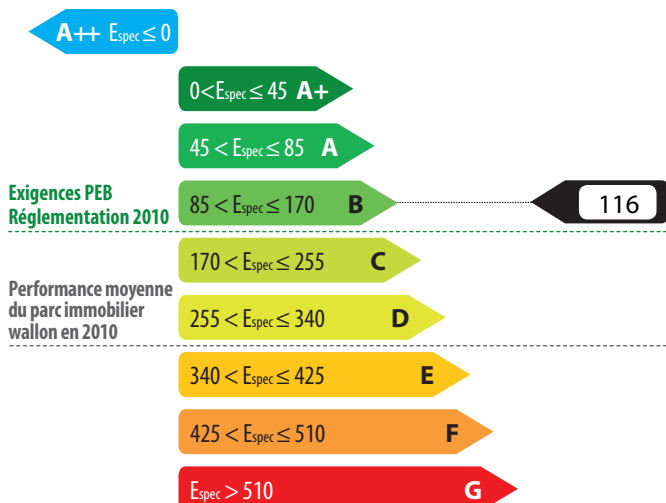 A++ Espec ≤ 0
0<Espec ≤ 45 A+
45 < Espec ≤ 85 A
Exigences PEB
Réglementation 2010
85 < Espec ≤ 170 B
116
170 < Espec ≤ 255 C
Performance moyenne
du parc immobilier
wallon en 2010
255 < Espec ≤ 340 D
340 < Espec ≤ 425 E
425 < Espec ≤ 510 F
Espec > 510 G